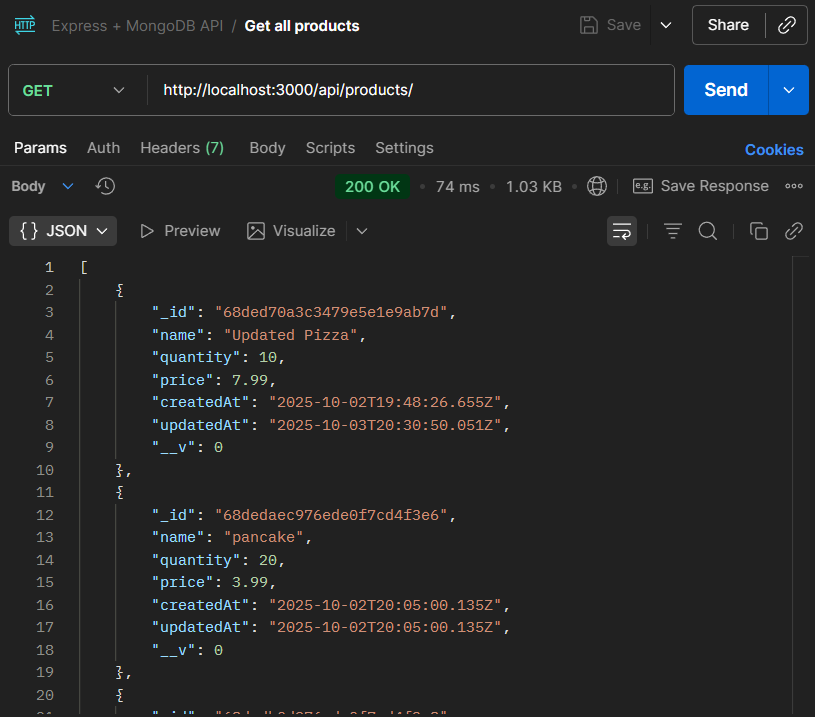 HTTP Express + MongoDB API / Get all products Save Share
GET http://localhost:3000/api/products/ Send
Params Auth Headers (7) Body Scripts Settings Cookies
Body 200 OK • 74 ms • 1.03 KB • e.g. Save Response
{} JSON Preview Visualize
1 [
2 {
3 "_id": "68ded70a3c3479e5e1e9ab7d",
4 "name": "Updated Pizza",
5 "quantity": 10,
6 "price": 7.99,
7 "createdAt": "2025-10-02T19:48:26.655Z",
8 "updatedAt": "2025-10-03T20:30:50.051Z",
9 "__v": 0
10 },
11 {
12 "_id": "68dedaec976ede0f7cd4f3e6",
13 "name": "pancake",
14 "quantity": 20,
15 "price": 3.99,
16 "createdAt": "2025-10-02T20:05:00.135Z",
17 "updatedAt": "2025-10-02T20:05:00.135Z",
18 "__v": 0
19 },
20 {